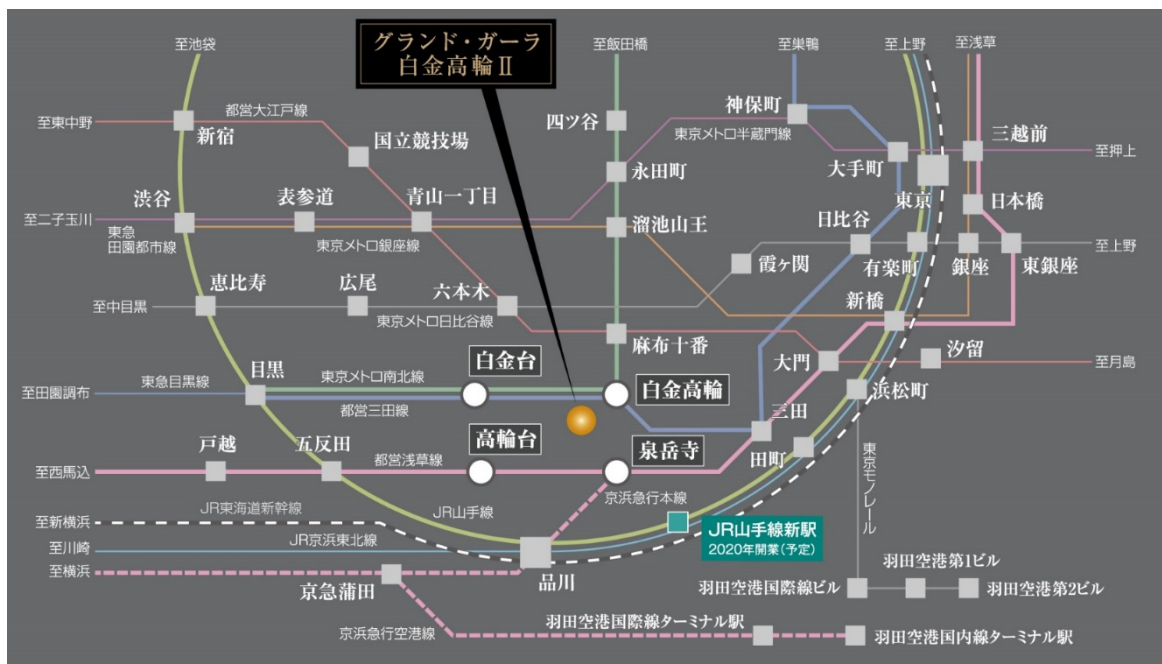 グランド・ガーラ
白金高輪Ⅱ
至池袋
至飯田橋
至巣鴨
至上野
至浅草
至東中野
都営大江戸線
新宿
国立競技場
四ツ谷
神保町
東京メトロ半蔵門線
三越前
大手町
至押上
永田町
渋谷
表参道
青山一丁目
東京
日本橋
至二子玉川
東急
田園都市線
東京メトロ銀座線
溜池山王
日比谷
霞ヶ関
有楽町
銀座
東銀座
至上野
恵比寿
広尾
六本木
新橋
至中目黒
東京メトロ日比谷線
麻布十番
大門
汐留
至月島
目黒
白金台
白金高輪
浜松町
東急目黒線
東京メトロ南北線
至田園調布
都営三田線
三田
戸越
五反田
高輪台
泉岳寺
田町
都営浅草線
至西馬込
東京モノレール
京浜急行本線
JR東海道新幹線
JR山手線
至新横浜
JR山手線新駅
2020年開業(予定)
JR京浜東北線
至川崎
至横浜
京急蒲田
品川
羽田空港第1ビル
羽田空港国際線ビル
羽田空港第2ビル
京浜急行空港線
羽田空港国際線ターミナル駅
羽田空港国内線ターミナル駅